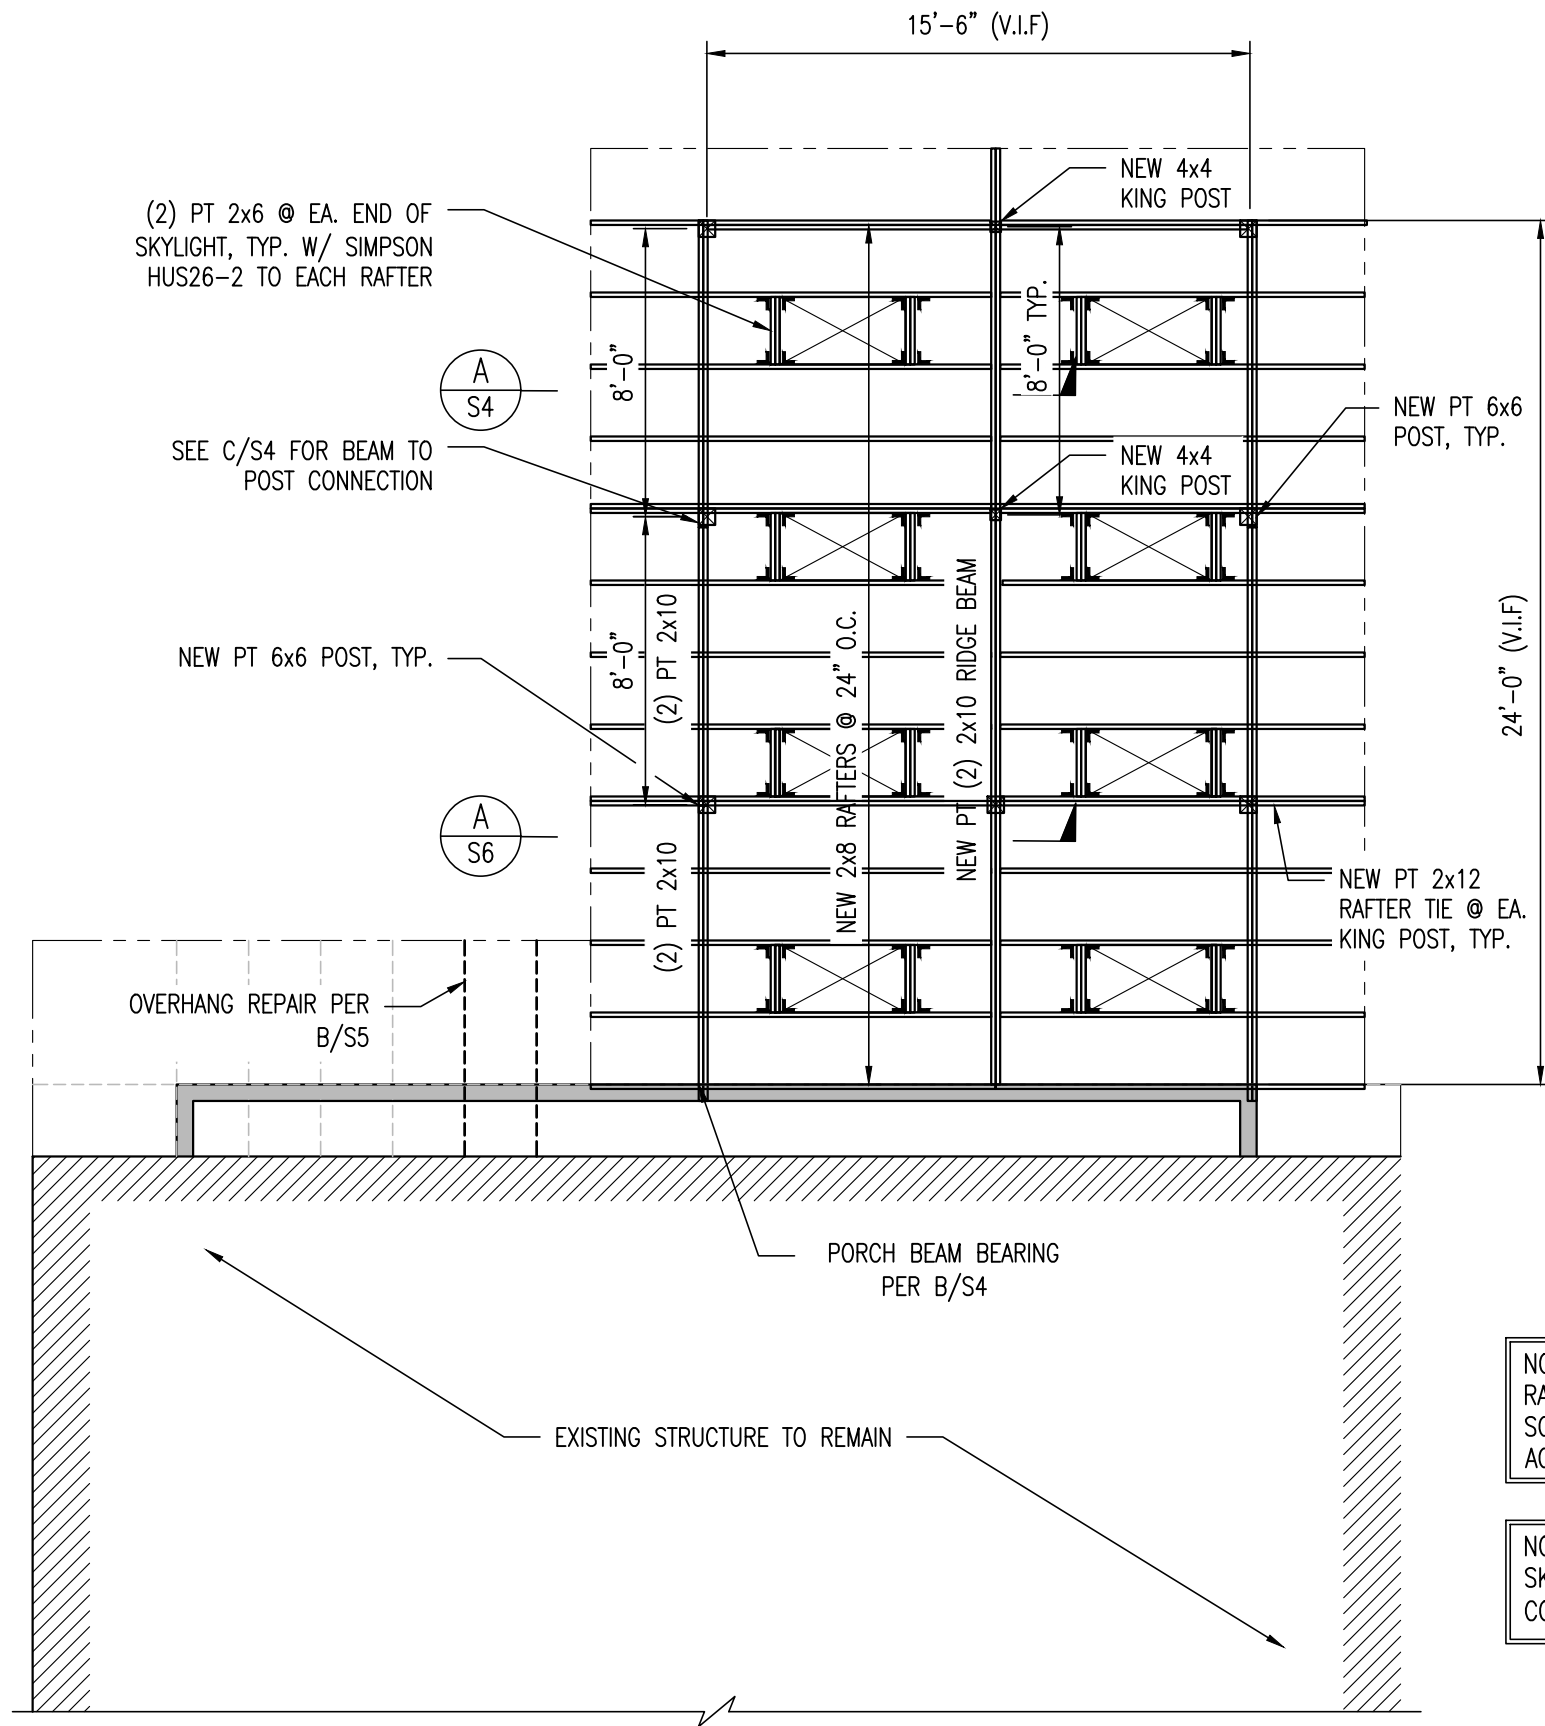 15'-6" (V.I.F)
NEW 4x4
KING POST
(2) PT 2x6 @ EA. END OF
SKYLIGHT, TYP. W/ SIMPSON
HUS26-2 TO EACH RAFTER
8'-0" TYP.
A
S4
8'-0"
NEW PT 6x6
POST, TYP.
SEE C/S4 FOR BEAM TO
POST CONNECTION
NEW 4x4
KING POST
24'-0" (V.I.F)
8'-0"
(2) PT 2x10
NEW 2x8 RAFTERS @ 24" O.C.
NEW PT (2) 2x10 RIDGE BEAM
NEW PT 6x6 POST, TYP.
A
S6
(2) PT 2x10
NEW PT 2x12
RAFTER TIE @ EA.
KING POST, TYP.
OVERHANG REPAIR PER
B/S5
PORCH BEAM BEARING
PER B/S4
EXISTING STRUCTURE TO REMAIN